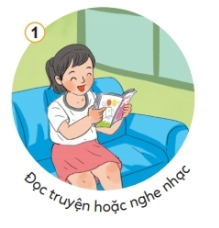 1
Đọc truyện hoặc nghe nhạc